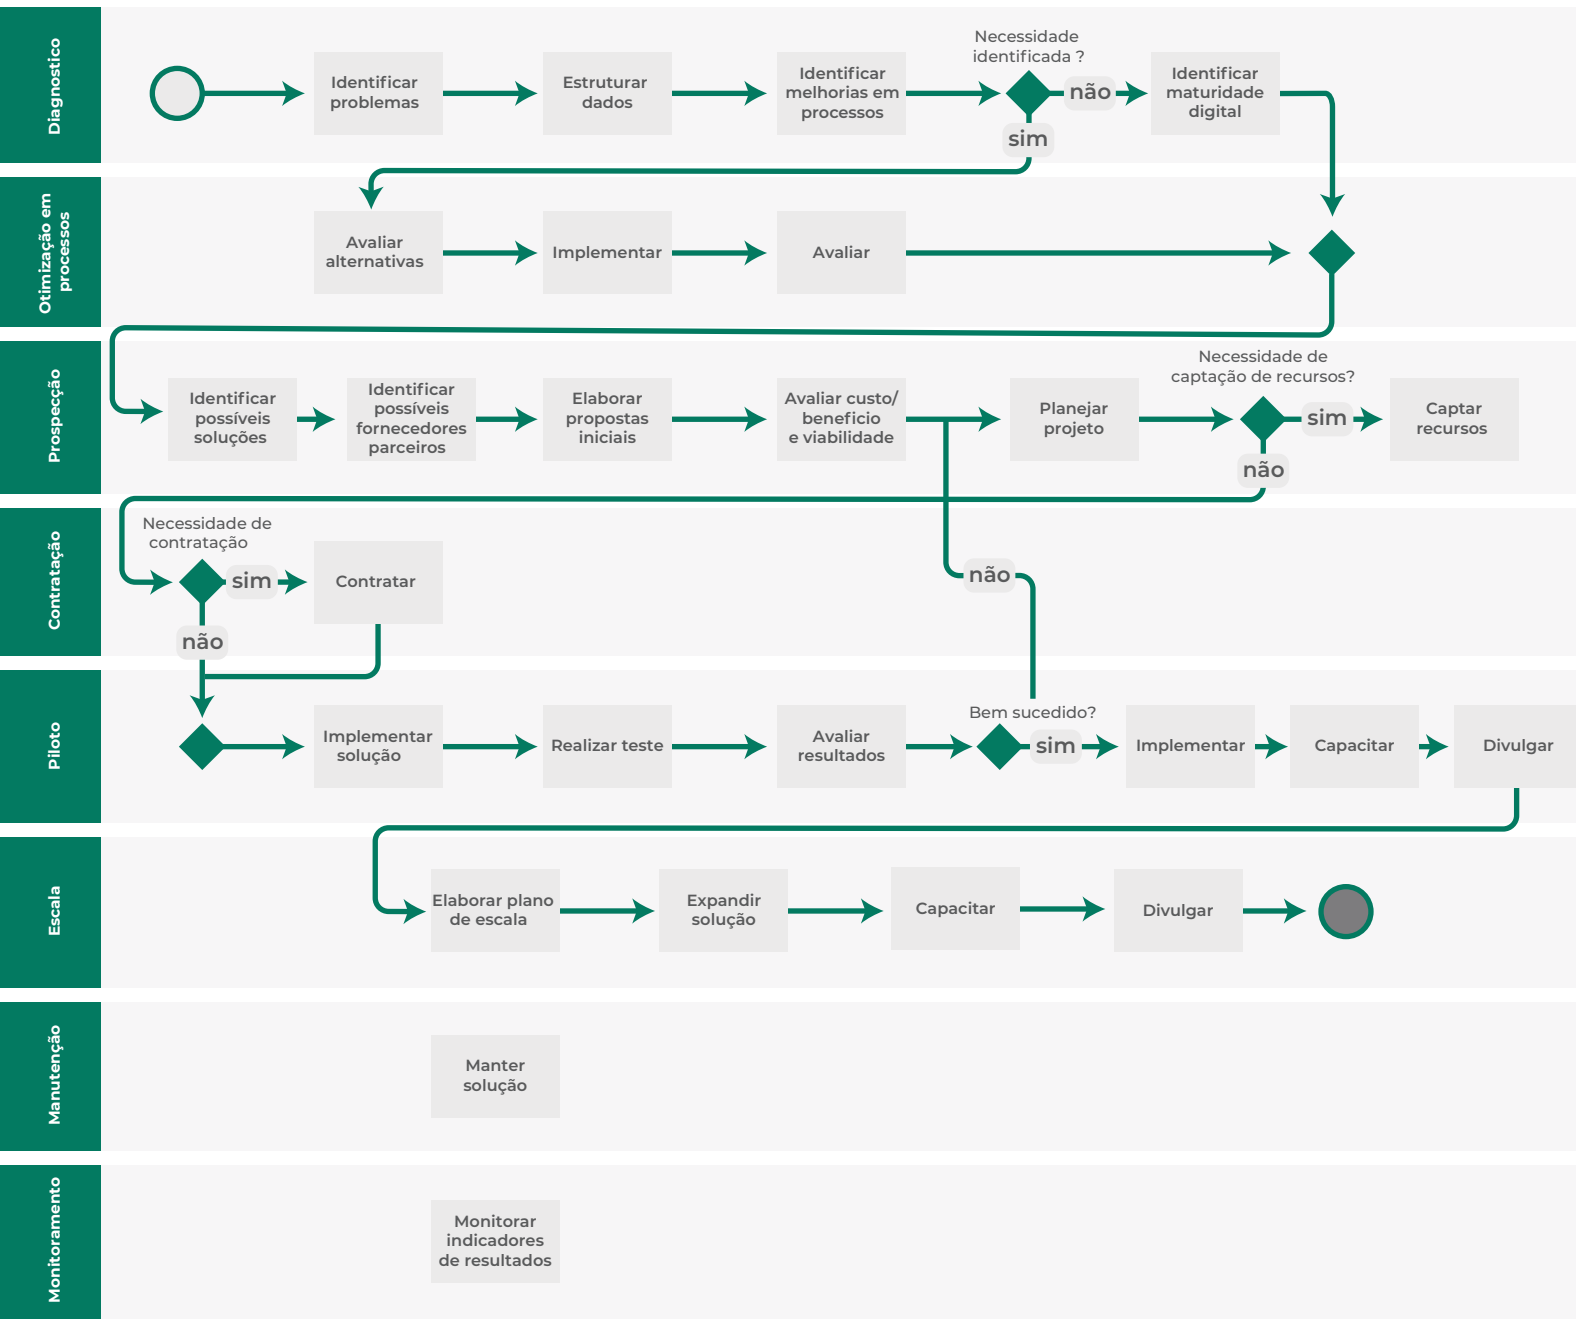 Diagnostico
Identificar
problemas
Estruturar
dados
Identificar
melhorias em
processos
Necessidade
identificada ?
não
sim
Identificar
maturidade
digital
Otimização em
processos
Avaliar
alternativas
Implementar
Avaliar
Prospecção
Identificar
possíveis
soluções
Identificar
possíveis
fornecedores
parceiros
Elaborar
propostas
iniciais
Avaliar custo/
beneficio
e viabilidade
Planejar
projeto
Necessidade de
captação de recursos?
sim
não
Captar
recursos
Contratação
Necessidade de
contratação
sim
não
Contratar
não
Piloto
Implementar
solução
Realizar teste
Avaliar
resultados
Bem sucedido?
sim
Implementar
Capacitar
Divulgar
Escala
Elaborar plano
de escala
Expandir
solução
Capacitar
Divulgar
Manutenção
Manter
solução
Monitoramento
Monitorar
indicadores
de resultados